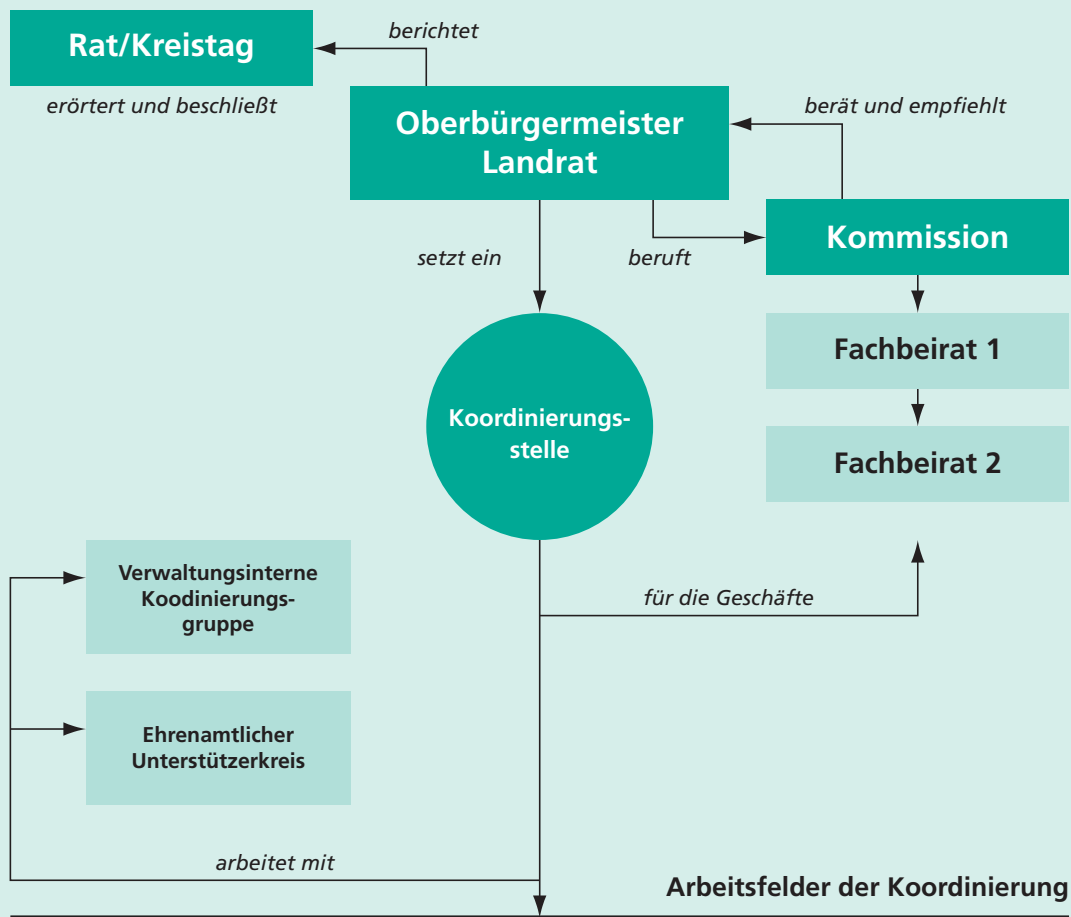 Rat/Kreistag
berichtet
erörtert und beschließt
Oberbürgermeister
Landrat
berät und empfiehlt
Kommission
setzt ein
beruft
Fachbeirat 1
Koordinierungs-
stelle
Fachbeirat 2
Verwaltungsinterne
Koodinierungs-
gruppe
für die Geschäfte
Ehrenamtlicher
Unterstützerkreis
arbeitet mit
Arbeitsfelder der Koordinierung